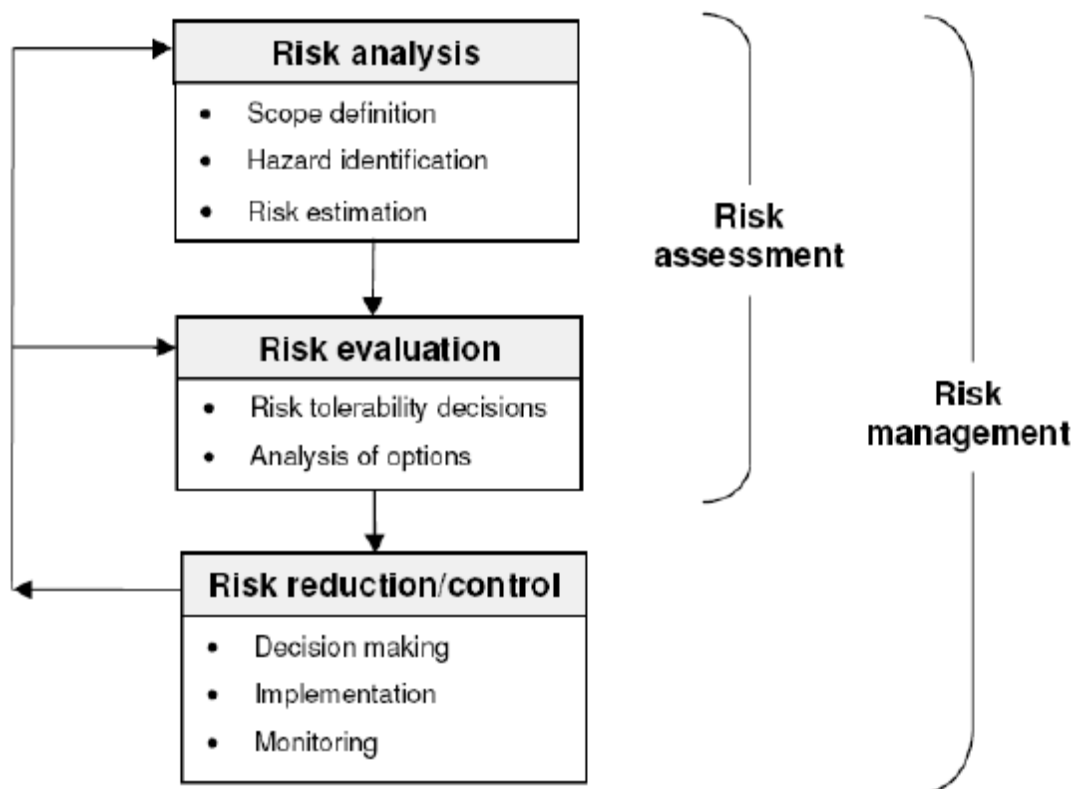 Risk analysis
• Scope definition
• Hazard identification
• Risk estimation
Risk evaluation
• Risk tolerability decisions
• Analysis of options
Risk reduction/control
• Decision making
• Implementation
• Monitoring
Risk
assessment
Risk
management